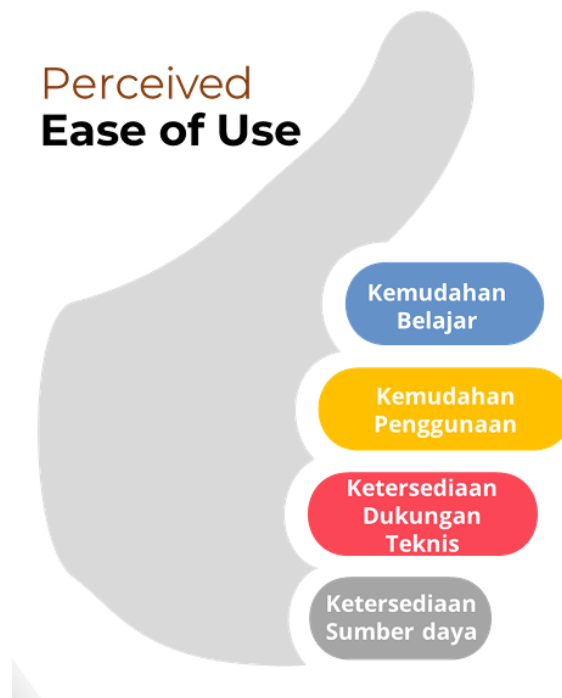 Perceived
Ease of Use
Kemudahan
Belajar
Kemudahan
Penggunaan
Ketersediaan
Dukungan
Teknis
Ketersediaan
Sumber daya